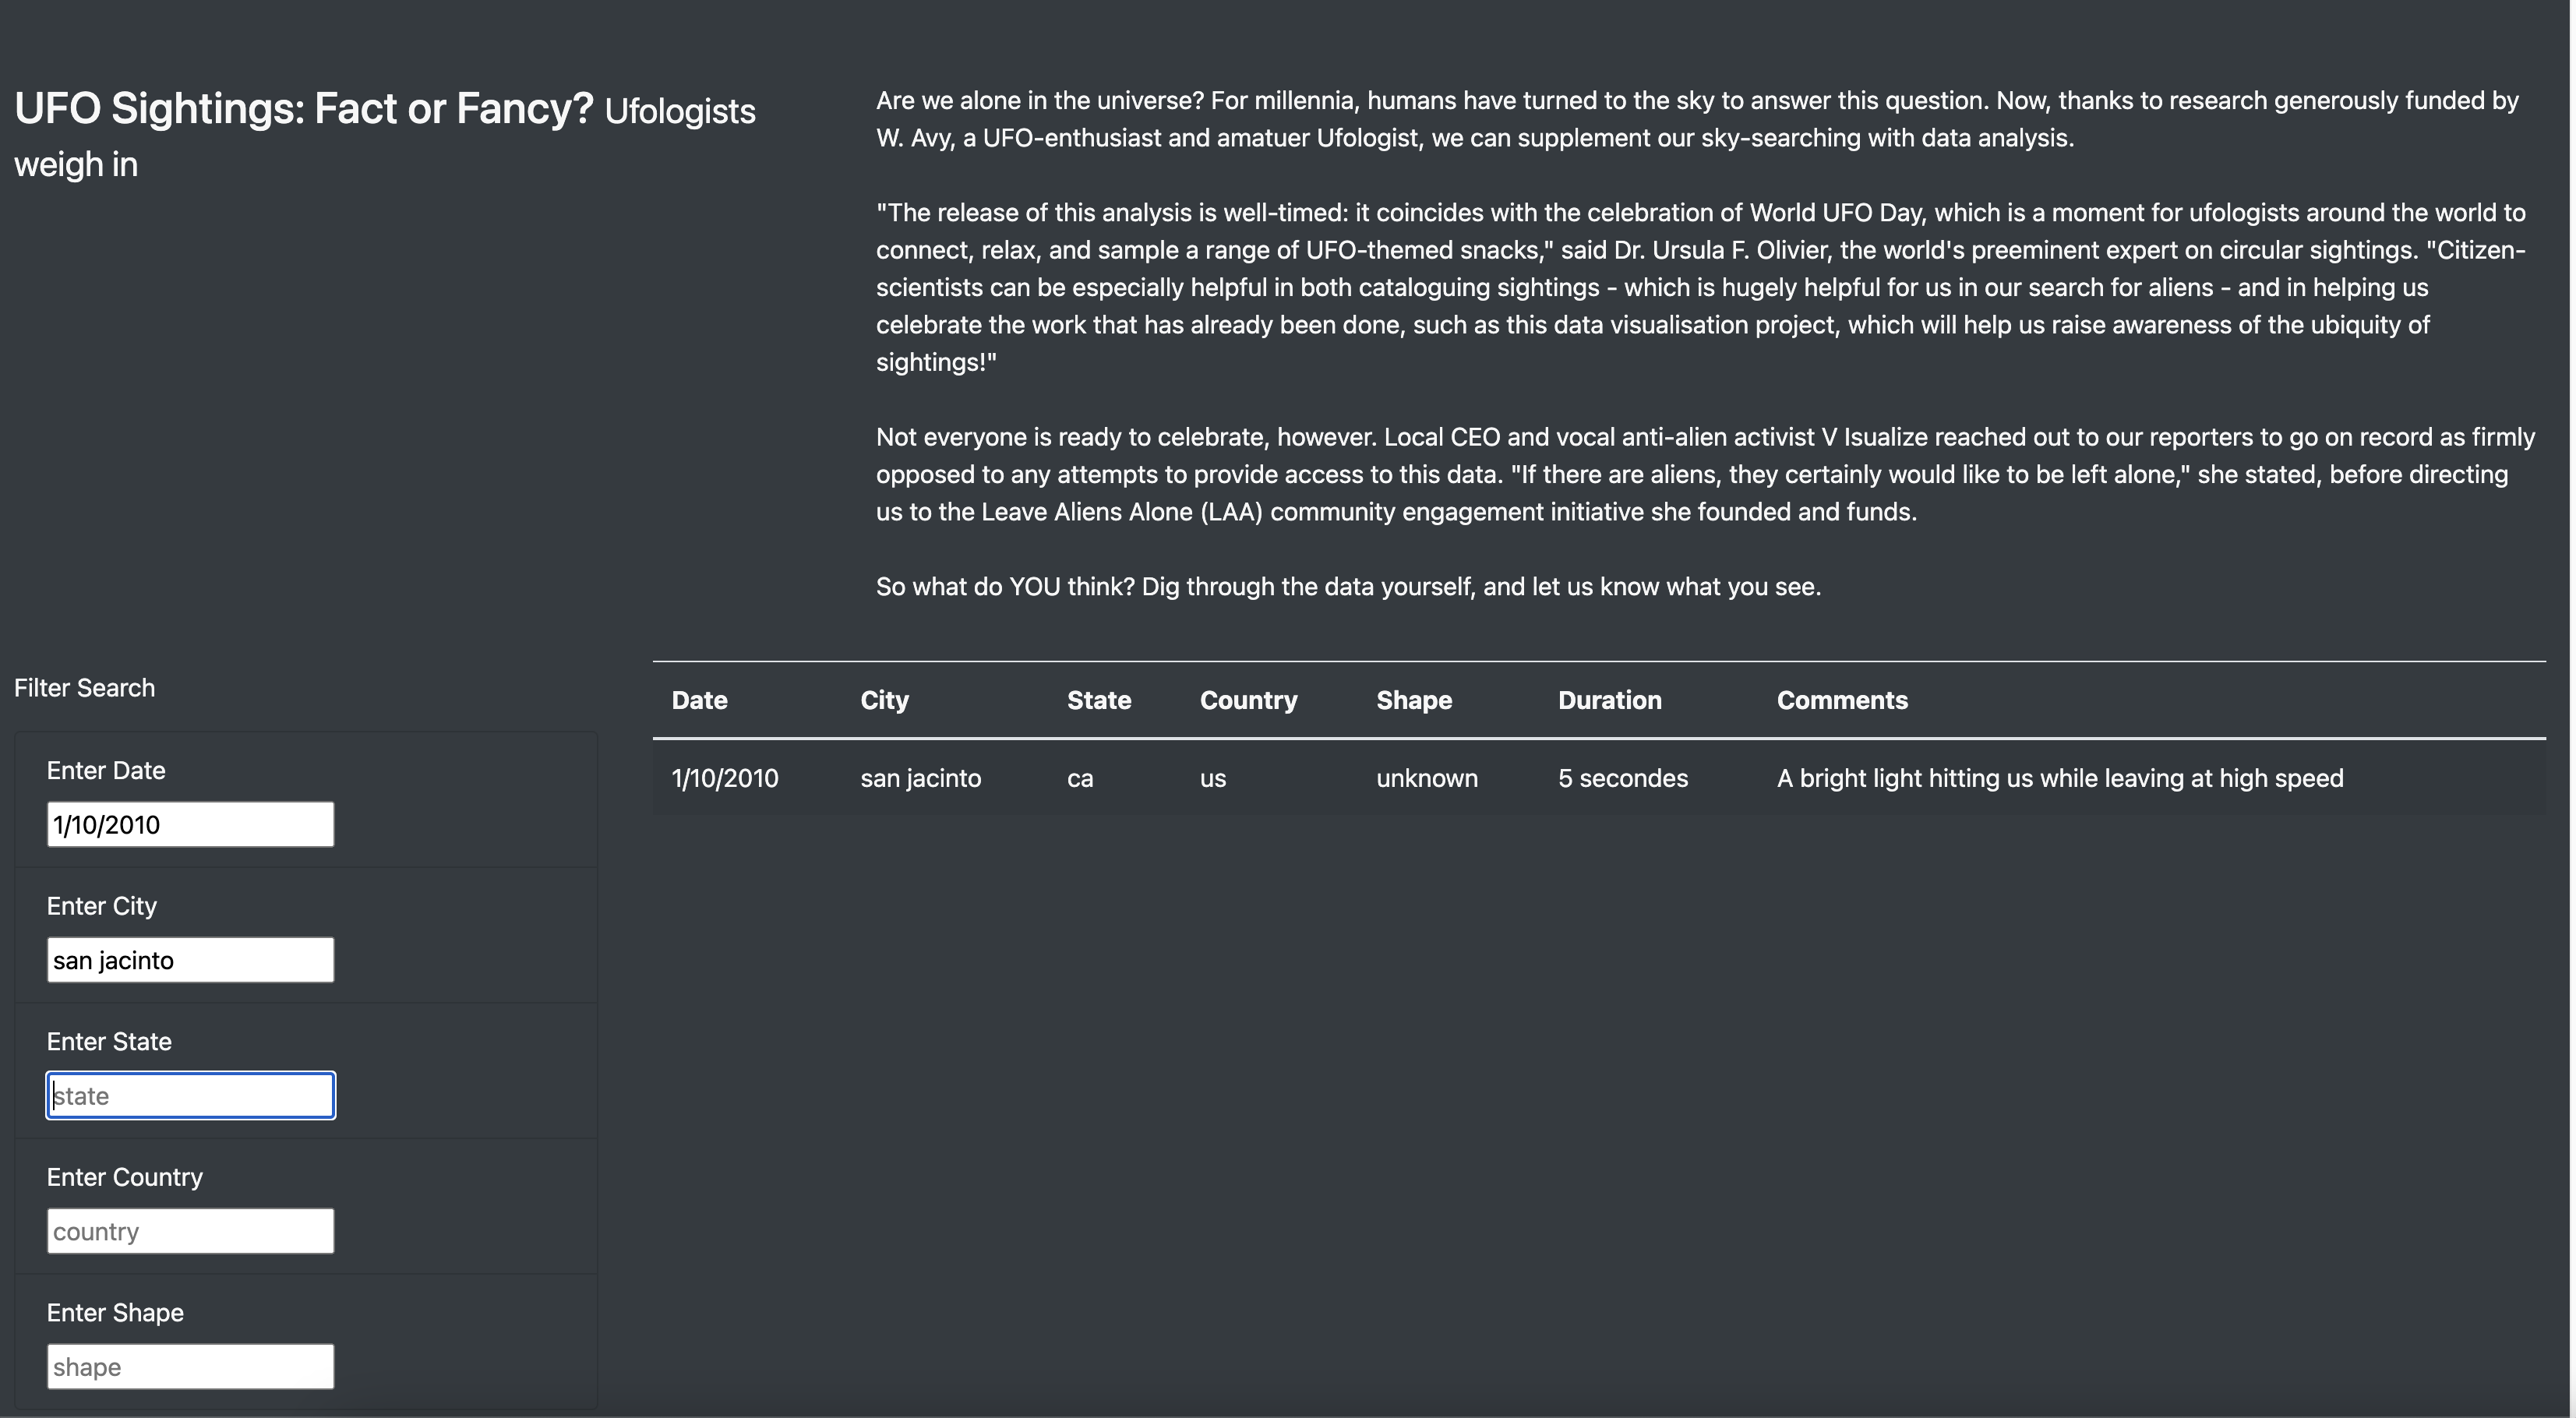 UFO Sightings: Fact or Fancy? Ufologists
weigh in
Are we alone in the universe? For millennia, humans have turned to the sky to answer this question. Now, thanks to research generously funded by
W. Avy, a UFO-enthusiast and amatuer Ufologist, we can supplement our sky-searching with data analysis.
"The release of this analysis is well-timed: it coincides with the celebration of World UFO Day, which is a moment for ufologists around the world to
connect, relax, and sample a range of UFO-themed snacks," said Dr. Ursula F. Olivier, the world's preeminent expert on circular sightings. "Citizen-
scientists can be especially helpful in both cataloguing sightings - which is hugely helpful for us in our search for aliens - and in helping us
celebrate the work that has already been done, such as this data visualisation project, which will help us raise awareness of the ubiquity of
sightings!"
Not everyone is ready to celebrate, however. Local CEO and vocal anti-alien activist V Isualize reached out to our reporters to go on record as firmly
opposed to any attempts to provide access to this data. "If there are aliens, they certainly would like to be left alone," she stated, before directing
us to the Leave Aliens Alone (LAA) community engagement initiative she founded and funds.
So what do YOU think? Dig through the data yourself, and let us know what you see.
Filter Search
Enter Date
1/10/2010
Enter City
san jacinto
Enter State
state
Enter Country
country
Enter Shape
shape
Date City State Country Shape Duration Comments
1/10/2010 san jacinto ca us unknown 5 secondes A bright light hitting us while leaving at high speed